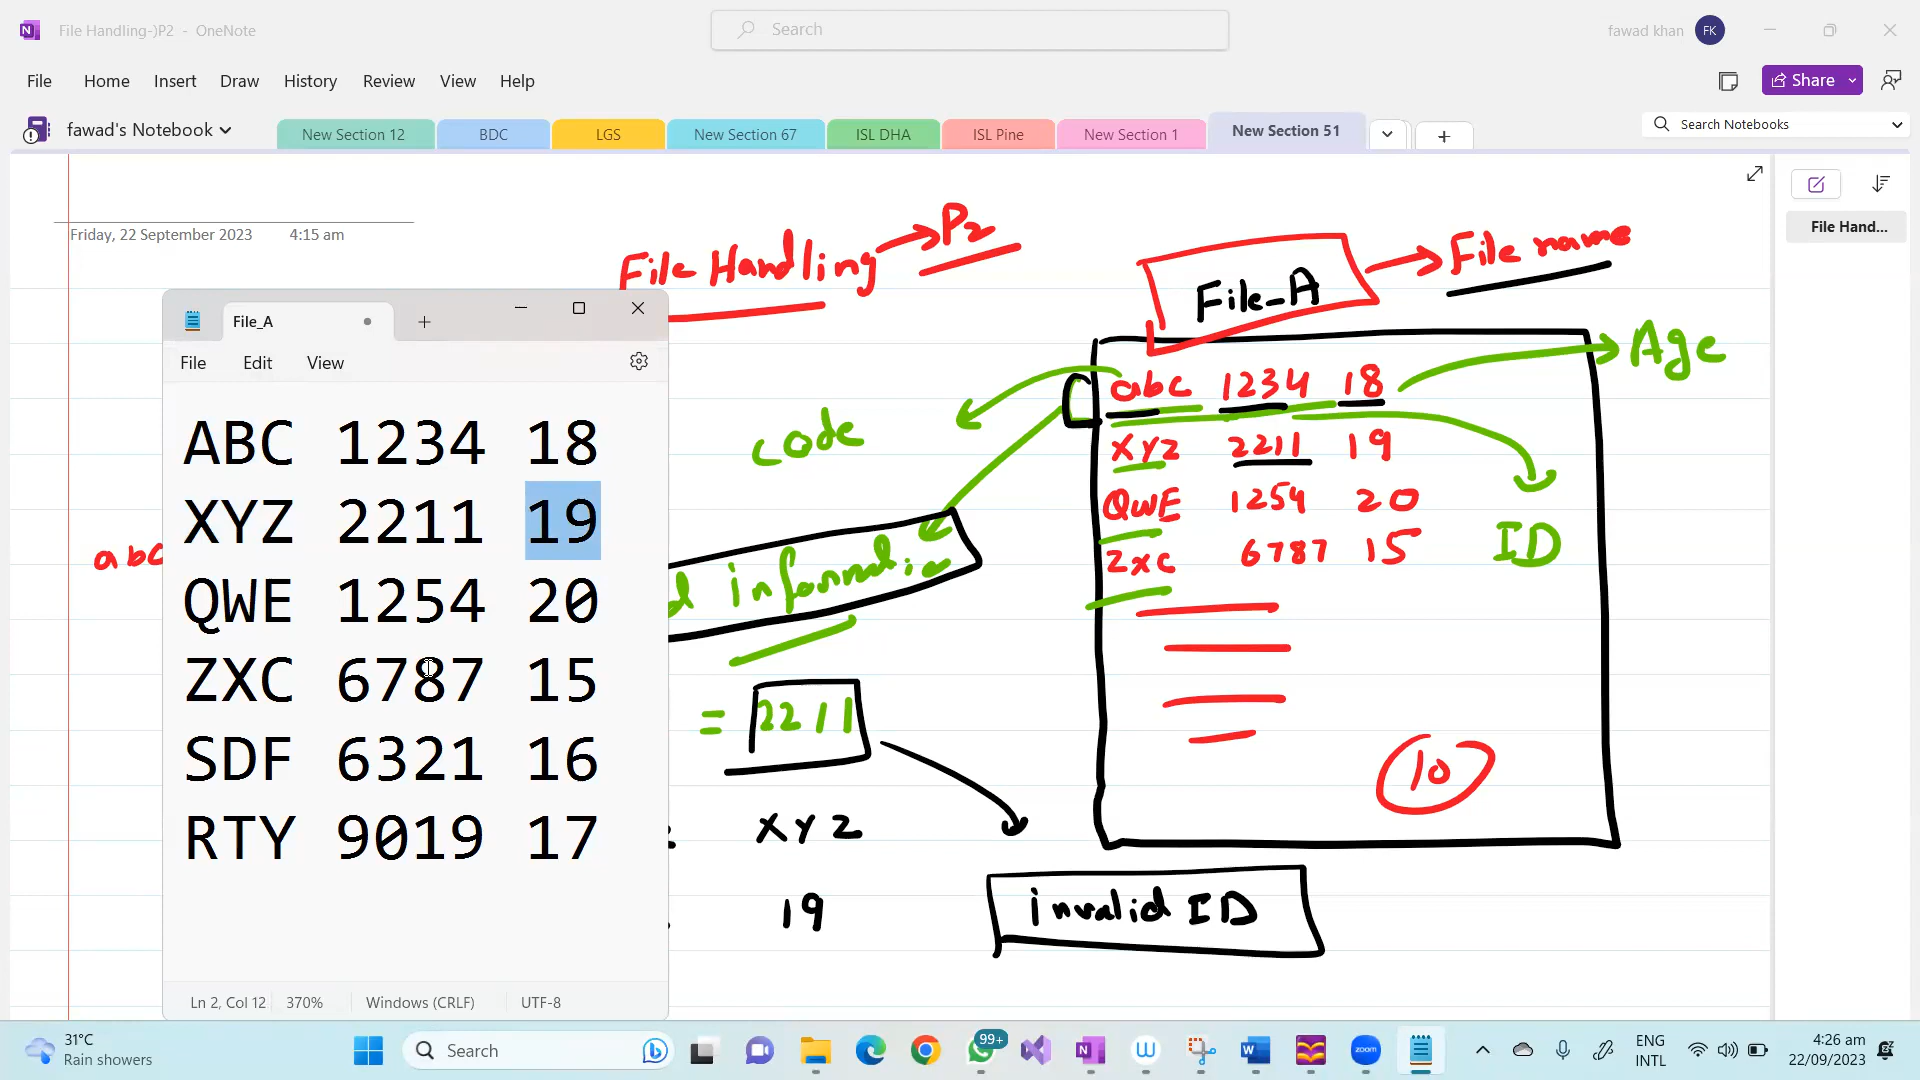 File Handling-)P2 - OneNote
Search
fawad khan FK
File Home Insert Draw History Review View Help
Share
fawad's Notebook
New Section 12
BDC
LGS
New Section 67
ISL DHA
ISL Pine
New Section 1
New Section 51
+
Search Notebooks
File Hand...
Friday, 22 September 2023 4:15 am
File Handling P2
File_A
File name
Age
abc 1234 18
XYZ 2211 19
QWE 1254 20
ZXC 6787 15
ID
10
code
abc
information
= 2211
XYZ
19
invalid ID
File_A
File Edit View
ABC 1234 18
XYZ 2211 19
QWE 1254 20
ZXC 6787 15
SDF 6321 16
RTY 9019 17
Ln 2, Col 12 370% Windows (CRLF) UTF-8
31°C
Rain showers
Search
99+
zoom
ENG
INTL
4:26 am
22/09/2023